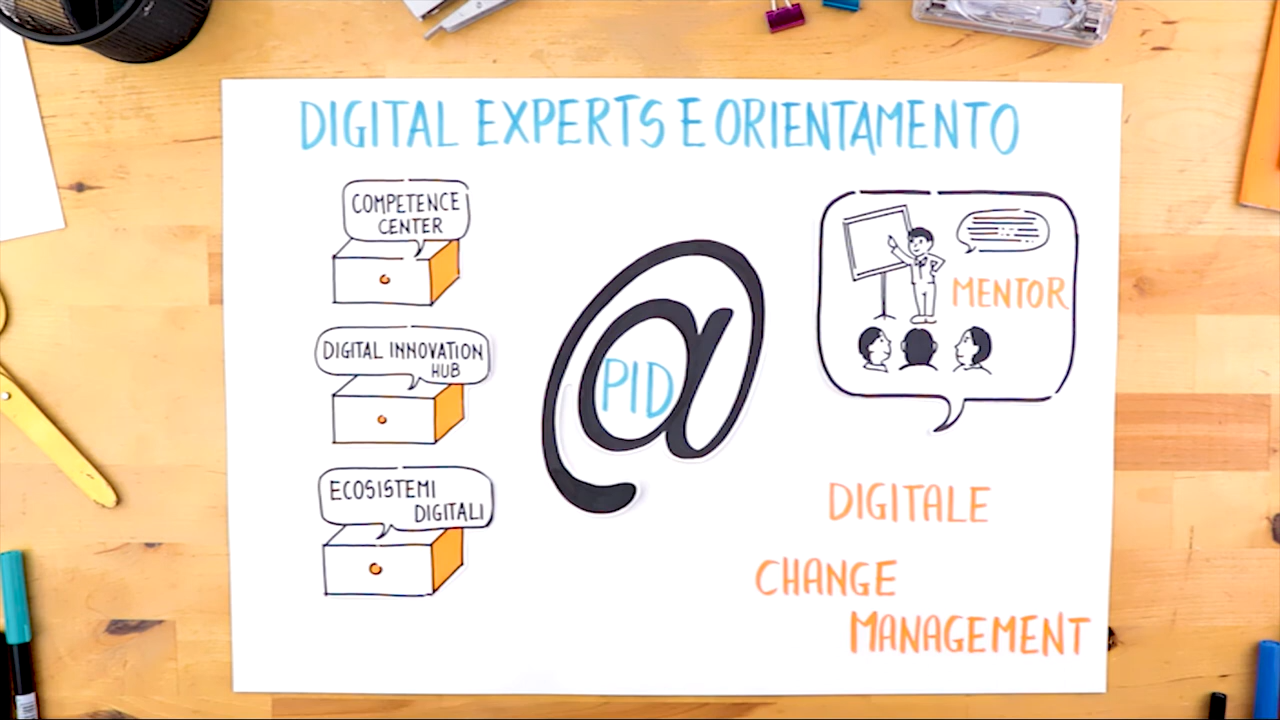 DIGITAL EXPERTS E ORIENTAMENTO
COMPETENCE
CENTER
DIGITAL INNOVATION
HUB
ECOSISTEMI
DIGITALI
PID
MENTOR
DIGITALE
CHANGE
MANAGEMENT